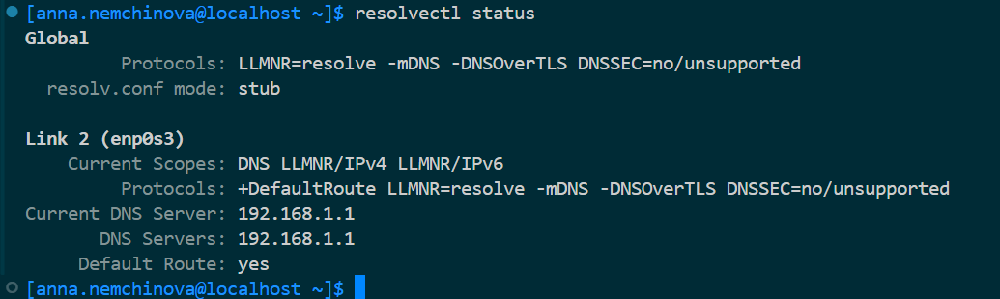 [anna.nemchinova@localhost ~]$ resolvectl status
Global
Protocols: LLMNR=resolve -mDNS -DNSOverTLS DNSSEC=no/unsupported
resolv.conf mode: stub
Link 2 (enp0s3)
Current Scopes: DNS LLMNR/IPv4 LLMNR/IPv6
Protocols: +DefaultRoute LLMNR=resolve -mDNS -DNSOverTLS DNSSEC=no/unsupported
Current DNS Server: 192.168.1.1
DNS Servers: 192.168.1.1
Default Route: yes
[anna.nemchinova@localhost ~]$